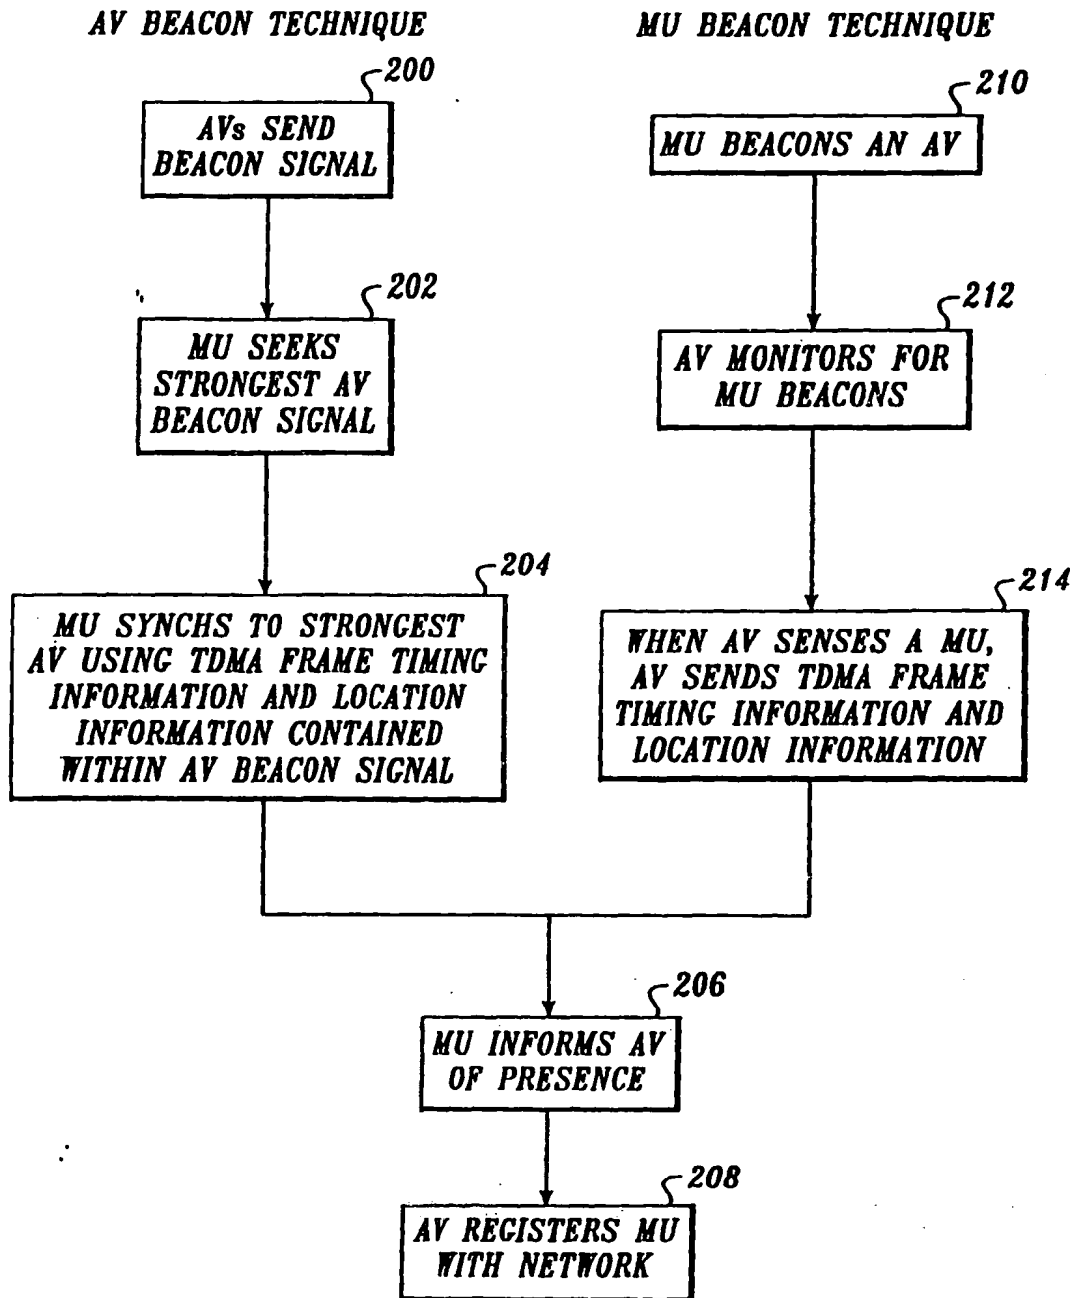 AV BEACON TECHNIQUE
200
AVs SEND
BEACON SIGNAL
202
MU SEEKS
STRONGEST AV
BEACON SIGNAL
204
MU SYNCHS TO STRONGEST
AV USING TDMA FRAME TIMING
INFORMATION AND LOCATION
INFORMATION CONTAINED
WITHIN AV BEACON SIGNAL
MU BEACON TECHNIQUE
210
MU BEACONS AN AV
212
AV MONITORS FOR
MU BEACONS
214
WHEN AV SENSES A MU,
AV SENDS TDMA FRAME
TIMING INFORMATION AND
LOCATION INFORMATION
206
MU INFORMS AV
OF PRESENCE
208
AV REGISTERS MU
WITH NETWORK